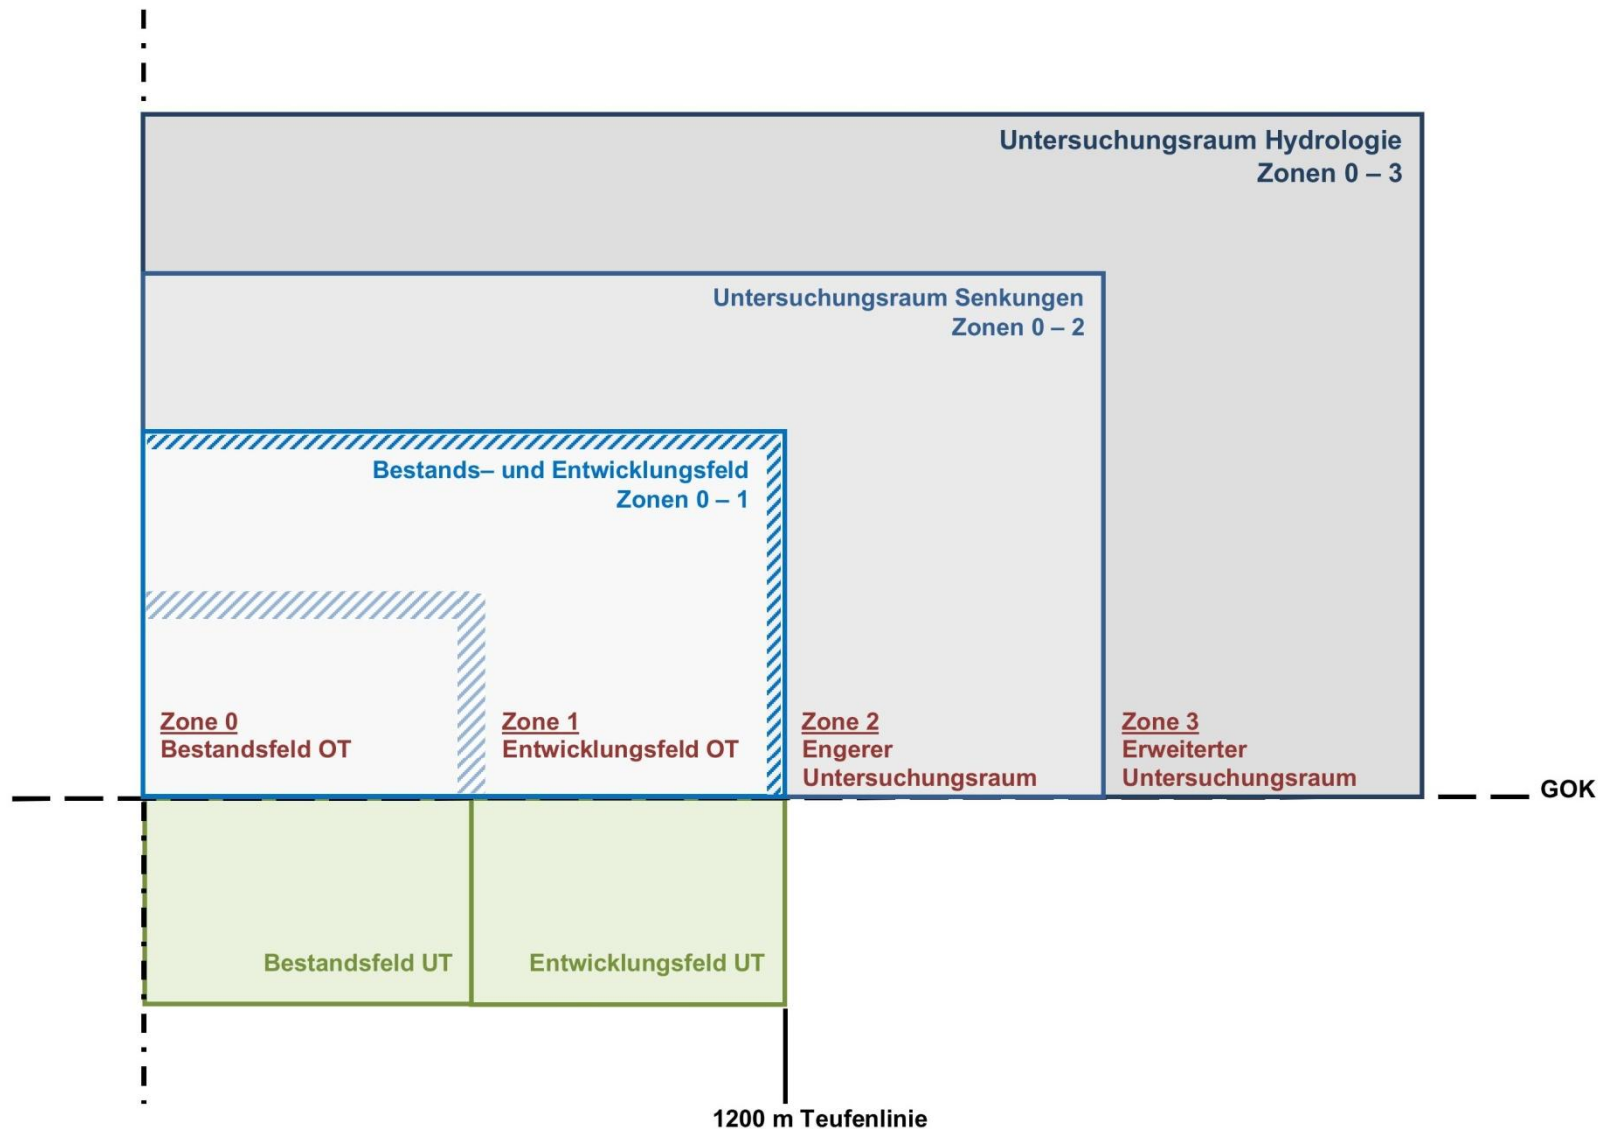 Untersuchungsraum Hydrologie
Zonen 0 – 3
Untersuchungsraum Senkungen
Zonen 0 – 2
Bestands– und Entwicklungsfeld
Zonen 0 – 1
Zone 0
Bestandsfeld OT
Zone 1
Entwicklungsfeld OT
Zone 2
Engerer
Untersuchungsraum
Zone 3
Erweiterter
Untersuchungsraum
GOK
Bestandsfeld UT
Entwicklungsfeld UT
1200 m Teufenlinie